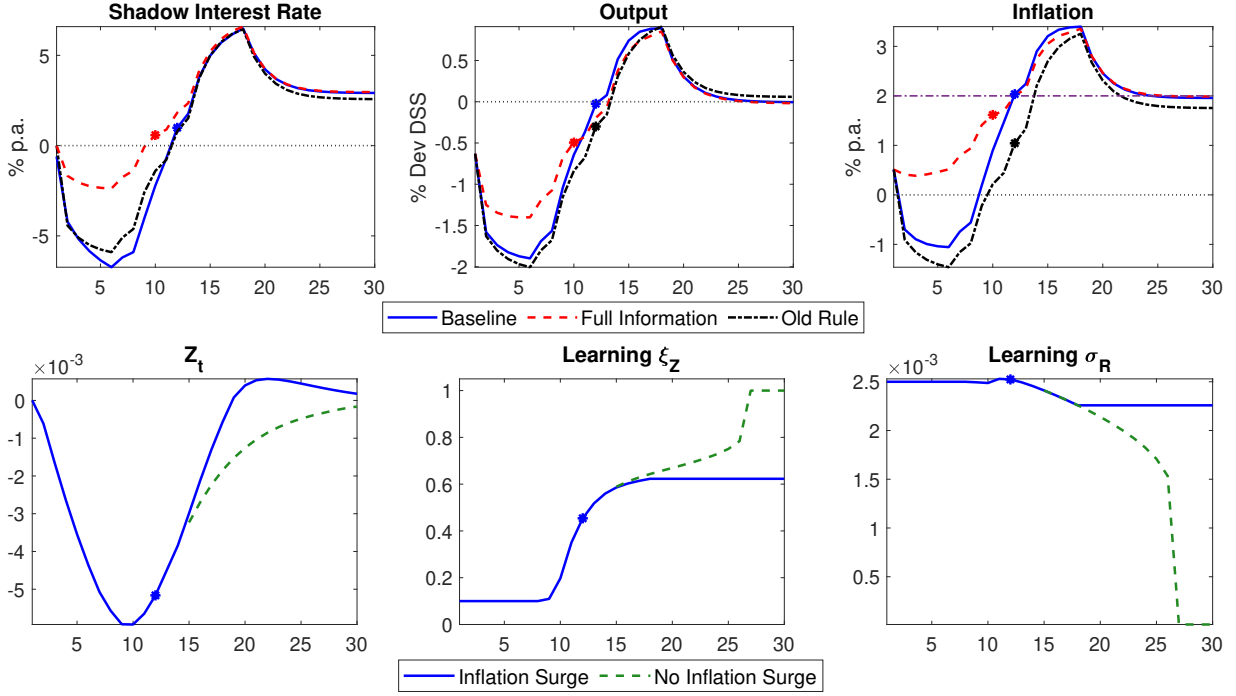 Shadow Interest Rate
Output
Inflation
% p.a.
5
0
-5
5 10 15 20 25 30
% Dev DSS
0.5
0
-0.5
-1
-1.5
-2
5 10 15 20 25 30
% p.a.
3
2
1
0
-1
5 10 15 20 25 30
Baseline Full Information Old Rule
×10⁻³
Z_t
Learning ξ_Z
×10⁻³
Learning σ_R
0
-1
-2
-3
-4
-5
5 10 15 20 25 30
1
0.8
0.6
0.4
0.2
0
5 10 15 20 25 30
2.5
2
1.5
1
0.5
5 10 15 20 25 30
Inflation Surge No Inflation Surge